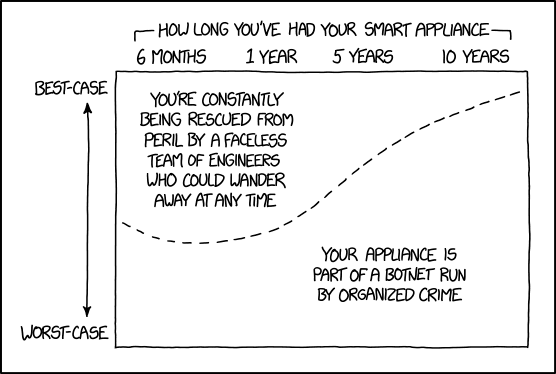 HOW LONG YOU'VE HAD YOUR SMART APPLIANCE
6 MONTHS 1 YEAR 5 YEARS 10 YEARS
BEST-CASE
YOU'RE CONSTANTLY
BEING RESCUED FROM
PERIL BY A FACELESS
TEAM OF ENGINEERS
WHO COULD WANDER
AWAY AT ANY TIME
YOUR APPLIANCE IS
PART OF A BOTNET RUN
BY ORGANIZED CRIME
WORST-CASE